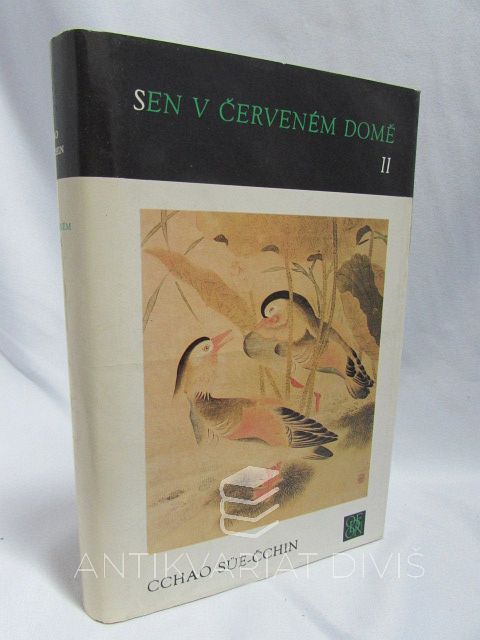 SEN V ČERVENÉM DOMĚ
II
CCHAO SÜE-ČCHIN
ANTIKVARIÁT DIVIŠ